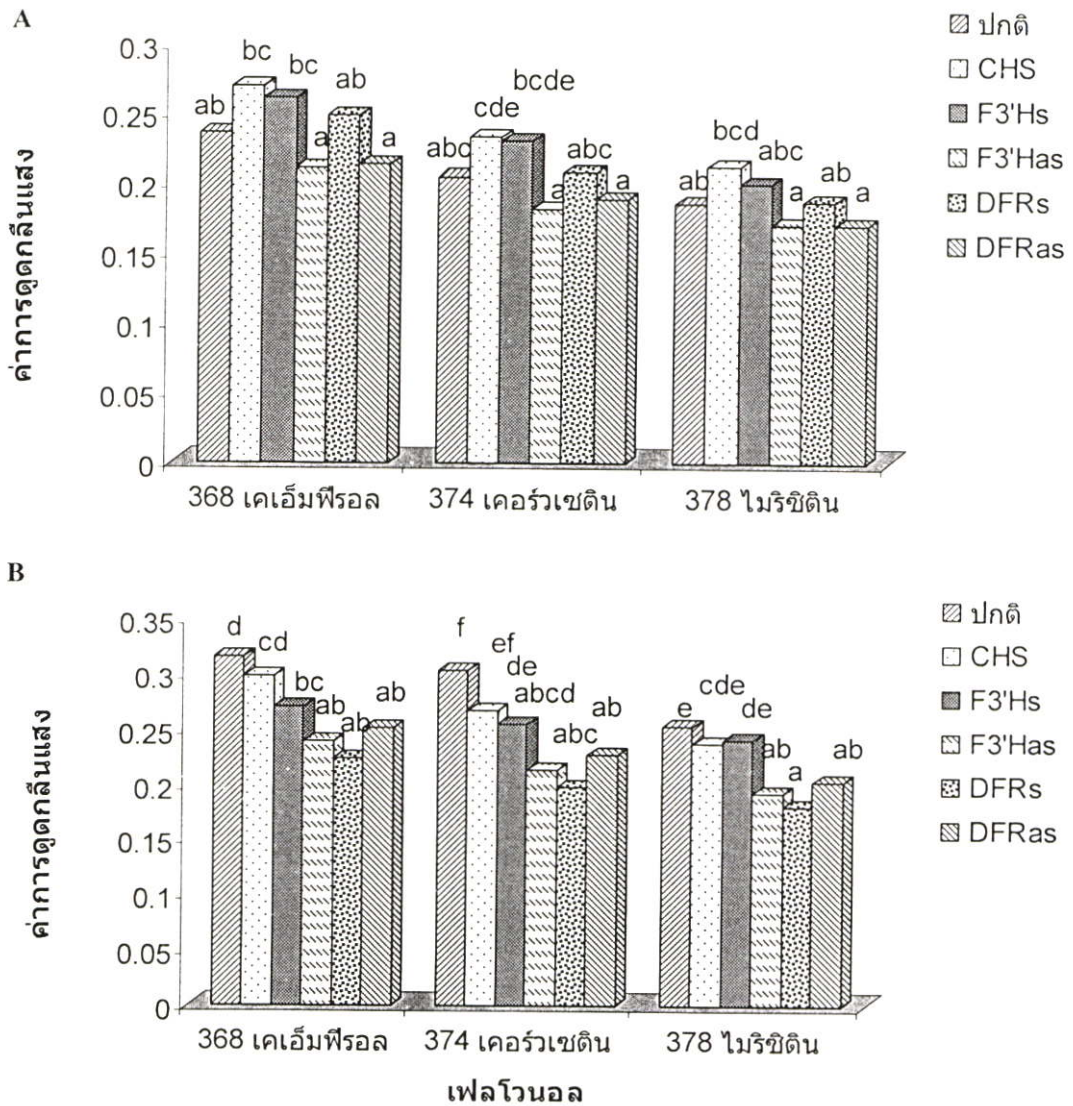 A
ค่าการดูดกลืนแสง
0.3
0.25
0.2
0.15
0.1
0.05
0
ab
bc
bc
a
ab
a
abc
cde
bcde
a
abc
a
ab
bcd
abc
a
ab
a
368 เคเอ็มฟีรอล
374 เคอร์วเซติน
378 ไมริซิติน
ปกติ
CHS
F3'Hs
F3'Has
DFRs
DFRas
B
ค่าการดูดกลืนแสง
0.35
0.3
0.25
0.2
0.15
0.1
0.05
0
d
cd
bc
ab
ab
ab
f
ef
de
abcd
abc
ab
e
cde
de
ab
a
ab
368 เคเอ็มฟีรอล
374 เคอร์วเซติน
378 ไมริซิติน
เฟลโวนอล
ปกติ
CHS
F3'Hs
F3'Has
DFRs
DFRas